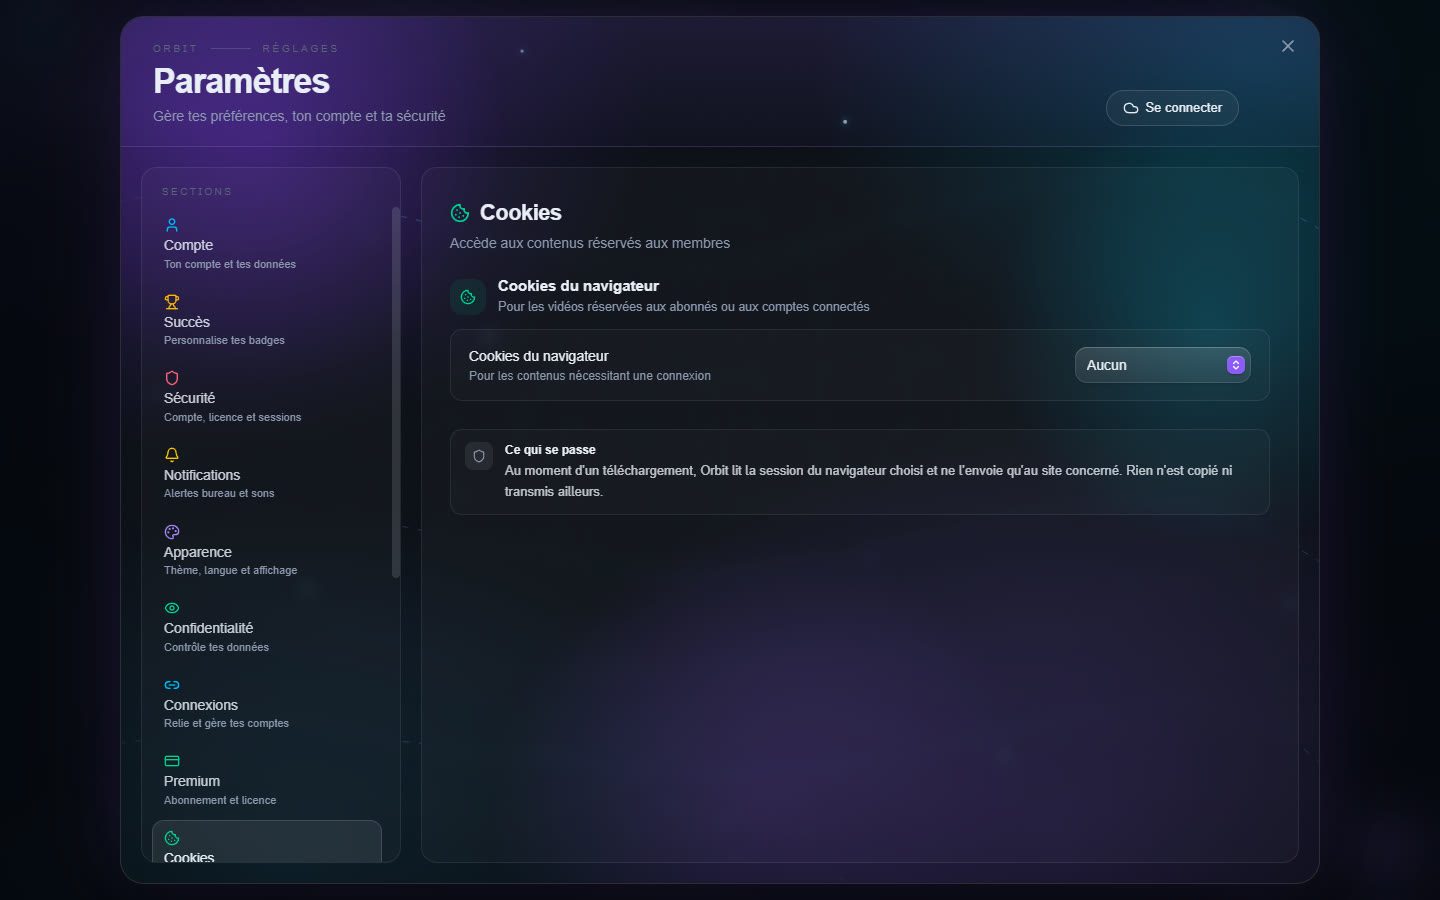 ORBIT RÉGLAGES
Paramètres
Gère tes préférences, ton compte et ta sécurité
Se connecter
SECTIONS
Compte
Ton compte et tes données
Succès
Personnalise tes badges
Sécurité
Compte, licence et sessions
Notifications
Alertes bureau et sons
Apparence
Thème, langue et affichage
Confidentialité
Contrôle tes données
Connexions
Relie et gère tes comptes
Premium
Abonnement et licence
Cookies
Cookies
Accède aux contenus réservés aux membres
Cookies du navigateur
Pour les vidéos réservées aux abonnés ou aux comptes connectés
Cookies du navigateur
Pour les contenus nécessitant une connexion
Aucun
Ce qui se passe
Au moment d'un téléchargement, Orbit lit la session du navigateur choisi et ne l'envoie qu'au site concerné. Rien n'est copié ni
transmis ailleurs.